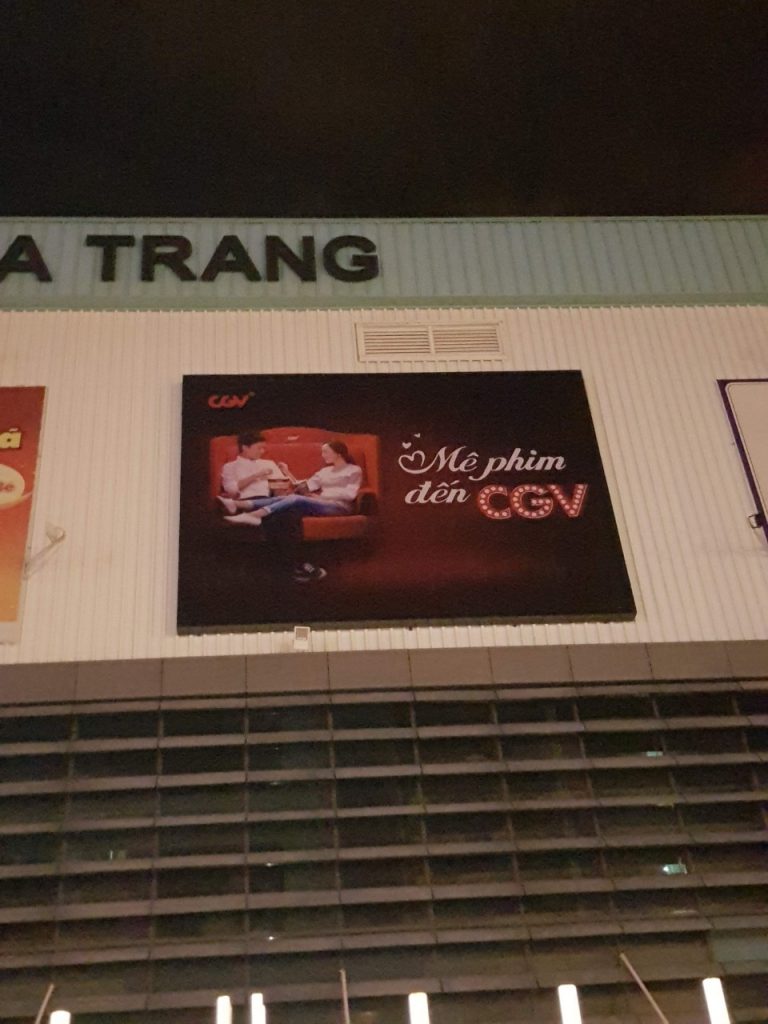 A TRANG
CGV
Mê phim
đến CGV